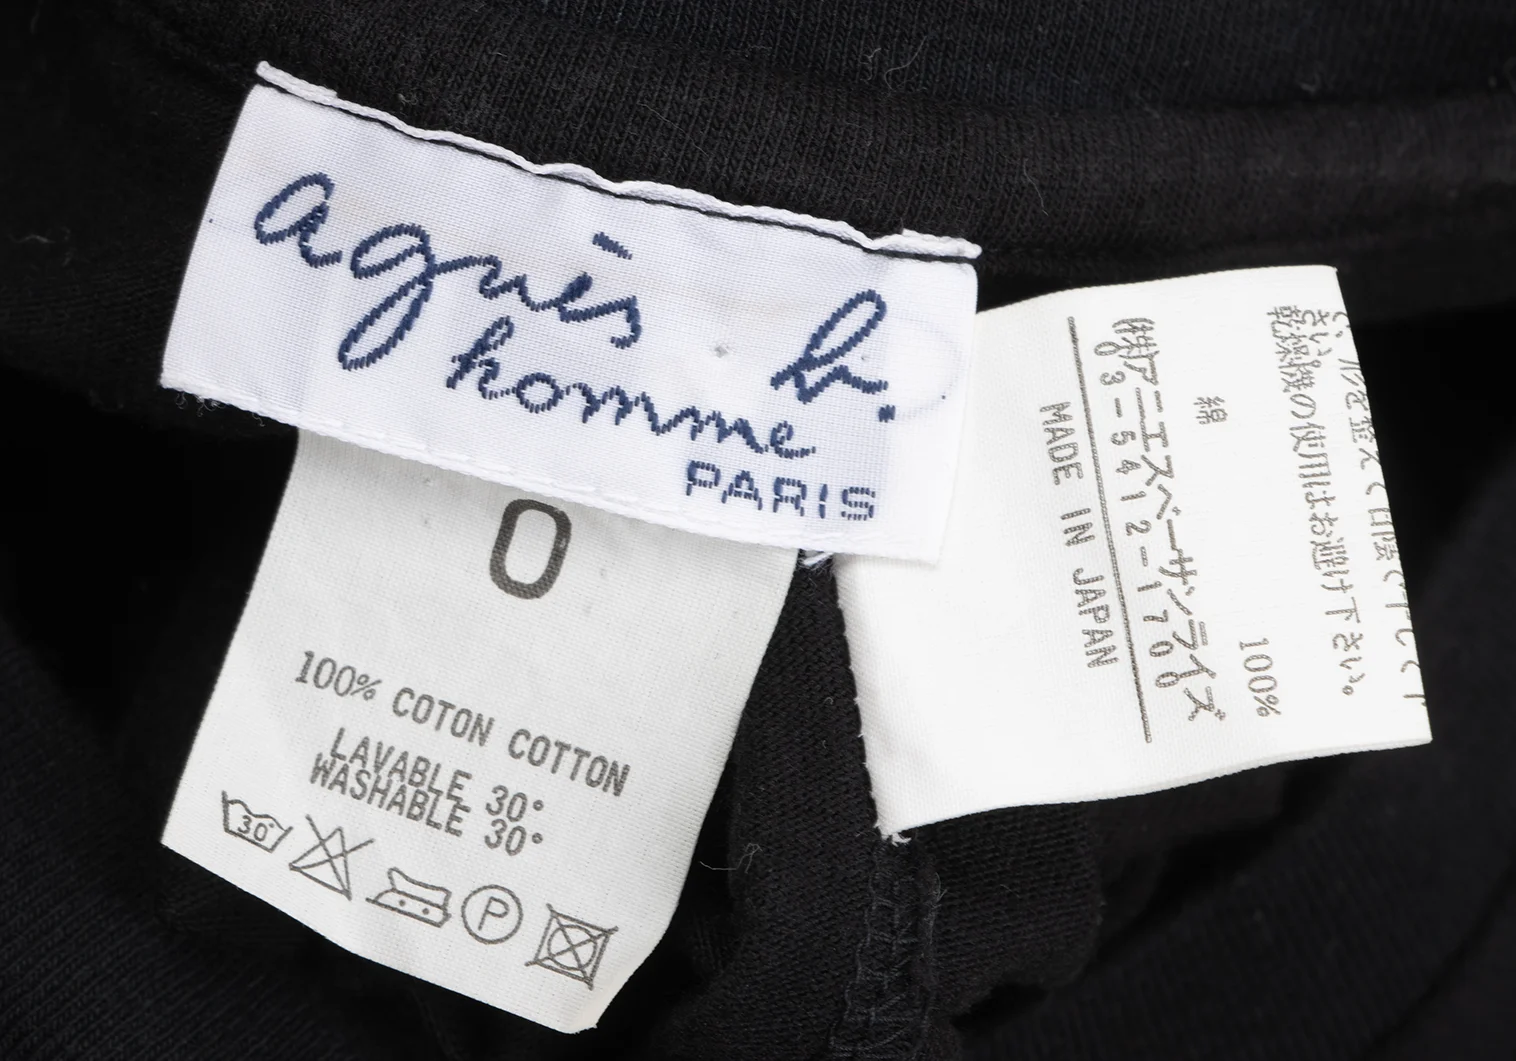 agnès b.
homme
PARIS
0
100% COTON COTTON
LAVABLE 30°
WASHABLE 30°
30°
P
さい。
乾燥機の使用はお避け下さい。
綿 100%
㈱アニエスベーサンライズ
03-5412-1700
MADE IN JAPAN